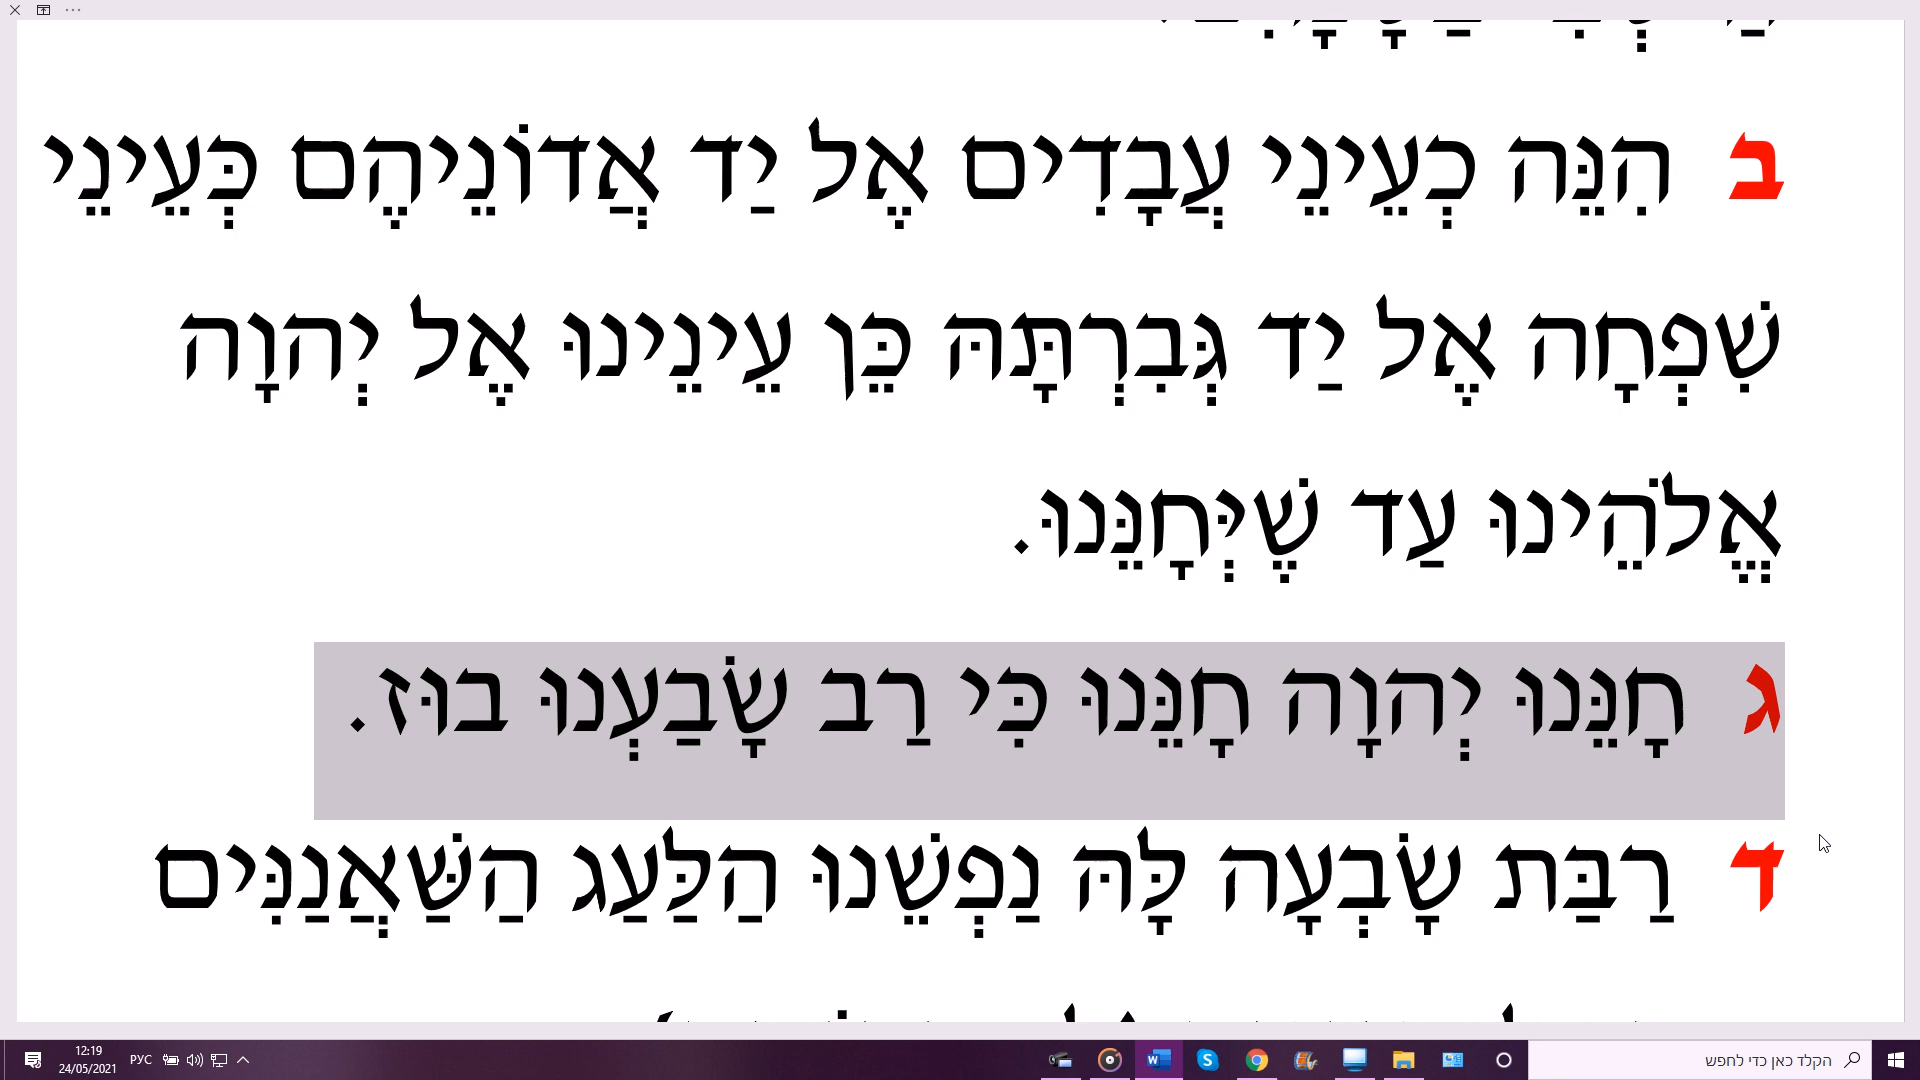 ב הִנֵּה כְעֵינֵי עֲבָדִים אֶל יַד אֲדוֹנֵיהֶם כְּעֵינֵי
שִׁפְחָה אֶל יַד גְּבִרְתָּהּ כֵּן עֵינֵינוּ אֶל יְהוָה
אֱלֹהֵינוּ עַד שֶׁיְּחָנֵּנוּ.
ג חָנֵּנוּ יְהוָה חָנֵּנוּ כִּי רַב שָׂבַעְנוּ בוּז.
ד רַבַּת שָׂבְעָה לָּהּ נַפְשֵׁנוּ הַלַּעַג הַשַּׁאֲנַנִּים
12:19
24/05/2021
РУС
הקלד כאן כדי לחפש